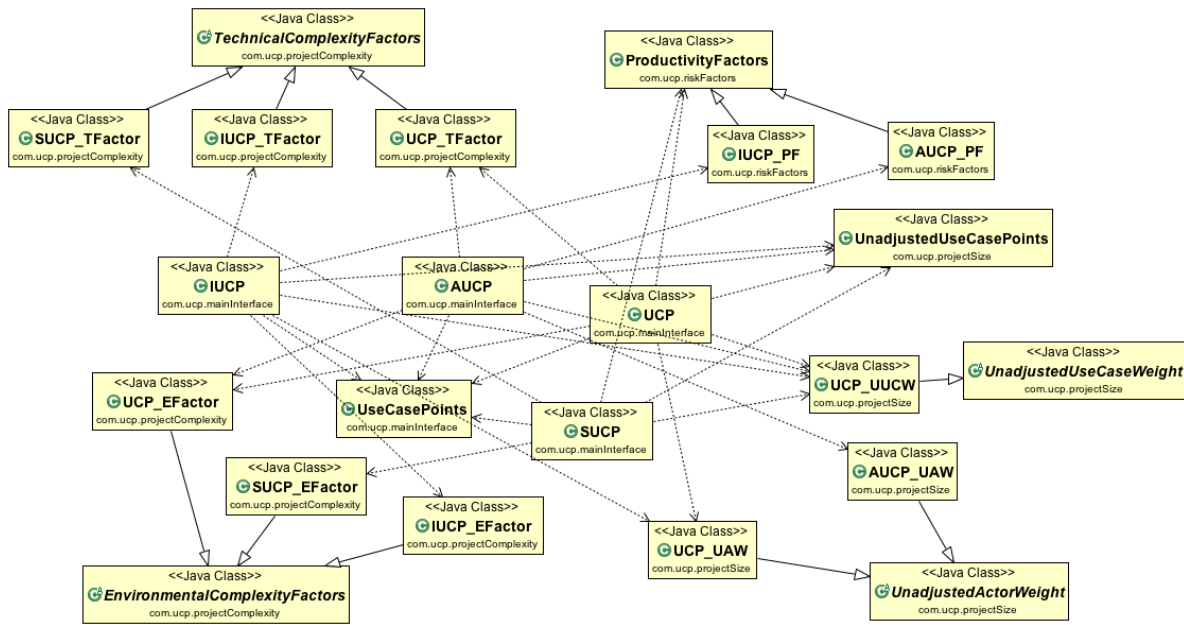 <<Java Class>>
TechnicalComplexityFactors
com.ucp.projectComplexity
<<Java Class>>
ProductivityFactors
com.ucp.riskFactors
<<Java Class>>
SUCP_TFactor
com.ucp.projectComplexity
<<Java Class>>
IUCP_TFactor
com.ucp.projectComplexity
<<Java Class>>
UCP_TFactor
com.ucp.projectComplexity
<<Java Class>>
IUCP_PF
com.ucp.riskFactors
<<Java Class>>
AUCP_PF
com.ucp.riskFactors
<<Java Class>>
UnadjustedUseCasePoints
com.ucp.projectSize
<<Java Class>>
IUCP
com.ucp.mainInterface
<<Java Class>>
AUCP
com.ucp.mainInterface
<<Java Class>>
UCP
com.ucp.mainInterface
<<Java Class>>
UCP_UUCW
com.ucp.projectSize
<<Java Class>>
UnadjustedUseCaseWeight
com.ucp.projectSize
<<Java Class>>
UCP_EFactor
com.ucp.projectComplexity
<<Java Class>>
UseCasePoints
com.ucp.mainInterface
<<Java Class>>
SUCP
com.ucp.mainInterface
<<Java Class>>
AUCP_UAW
com.ucp.projectSize
<<Java Class>>
SUCP_EFactor
com.ucp.projectComplexity
<<Java Class>>
IUCP_EFactor
com.ucp.projectComplexity
<<Java Class>>
UCP_UAW
com.ucp.projectSize
<<Java Class>>
EnvironmentalComplexityFactors
com.ucp.projectComplexity
<<Java Class>>
UnadjustedActorWeight
com.ucp.projectSize